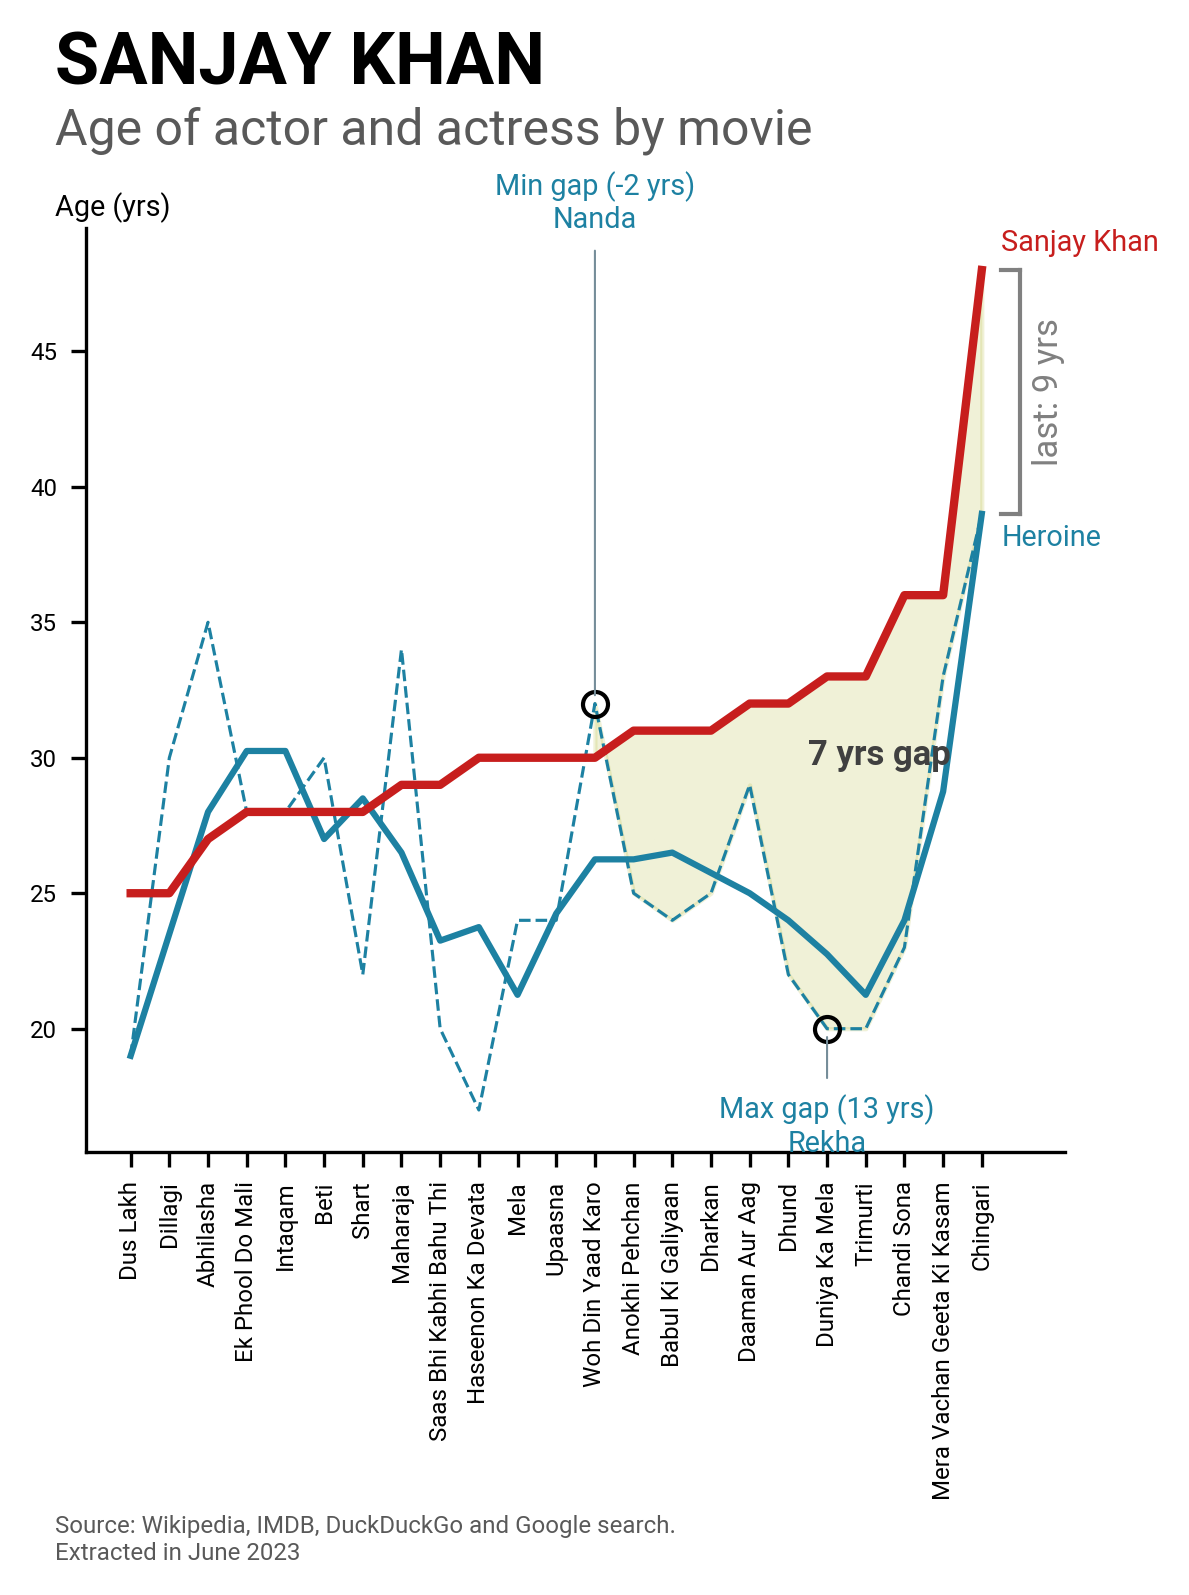 SANJAY KHAN
Age of actor and actress by movie
Min gap (-2 yrs)
Nanda
Age (yrs)
Sanjay Khan
45
40
35
30
25
20
last: 9 yrs
Heroine
7 yrs gap
Max gap (13 yrs)
Rekha
Dus Lakh
Dillagi
Abhilasha
Ek Phool Do Mali
Intaqam
Beti
Shart
Maharaja
Saas Bhi Kabhi Bahu Thi
Haseenon Ka Devata
Mela
Upaasna
Woh Din Yaad Karo
Anokhi Pehchan
Babul Ki Galiyaan
Dharkan
Daaman Aur Aag
Dhund
Duniya Ka Mela
Trimurti
Chandi Sona
Mera Vachan Geeta Ki Kasam
Chingari
Source: Wikipedia, IMDB, DuckDuckGo and Google search.
Extracted in June 2023